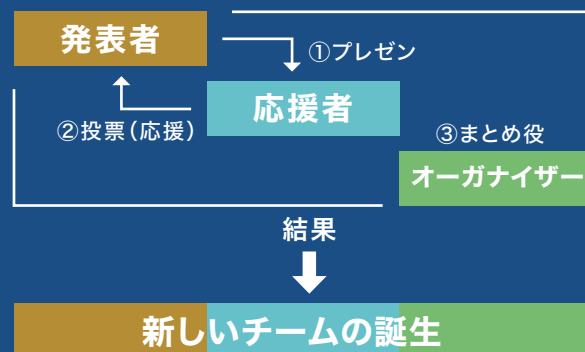 発表者
①プレゼン
応援者
②投票(応援)
③まとめ役
オーガナイザー
結果
新しいチームの誕生